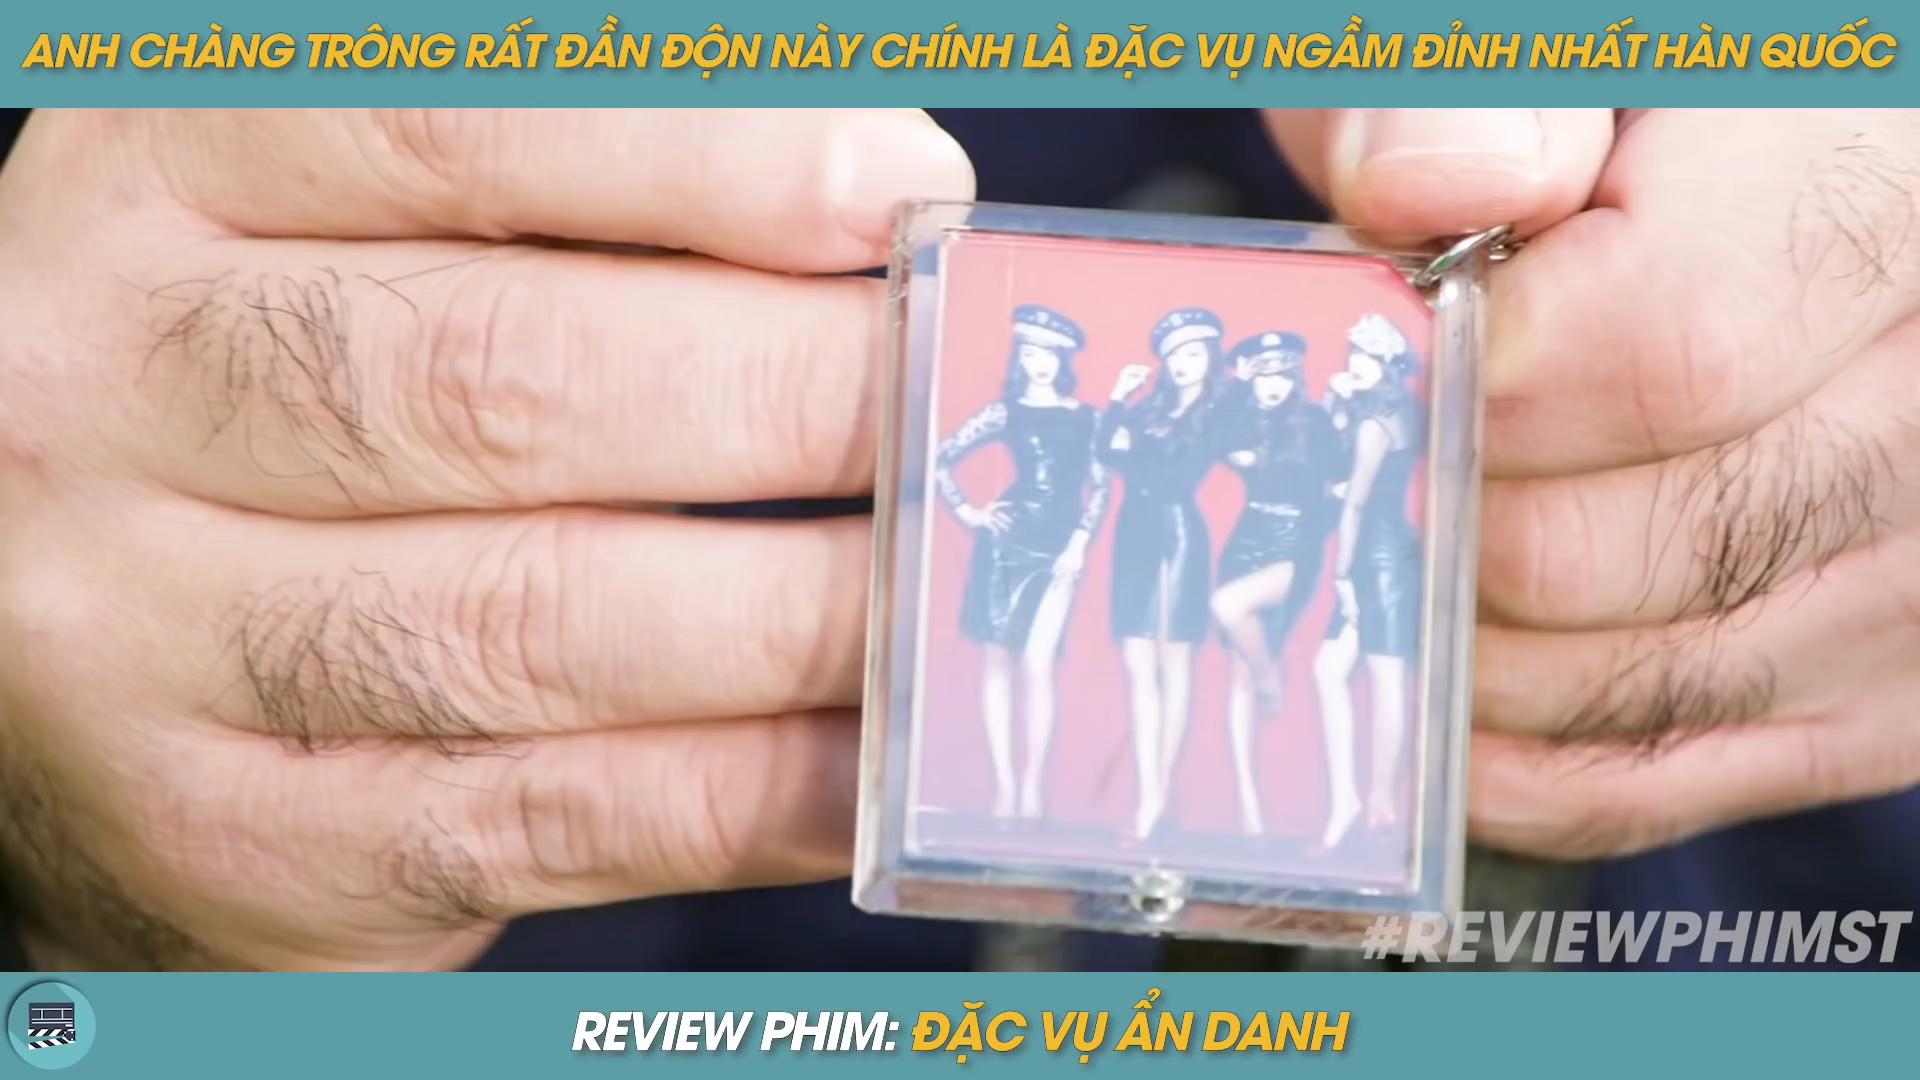 ANH CHÀNG TRÔNG RẤT ĐẦN ĐỘN NÀY CHÍNH LÀ ĐẶC VỤ NGẦM ĐỈNH NHẤT HÀN QUỐC
#REVIEWPHIMST
REVIEW PHIM: ĐẶC VỤ ẨN DANH